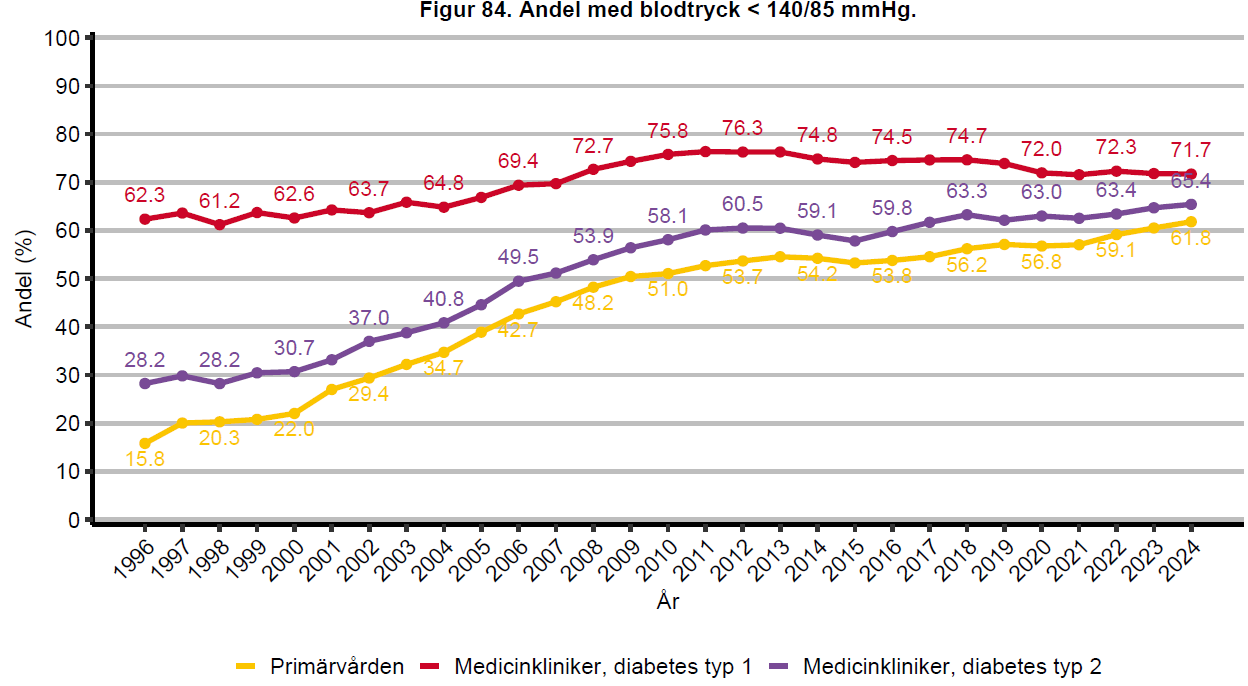 Figur 84. Andel med blodtryck < 140/85 mmHg.
100
90
80
70
60
50
40
30
20
10
0
Andel (%)
62.3 61.2 62.6 63.7 64.8 69.4 72.7 75.8 76.3 74.8 74.5 74.7 72.0 72.3 71.7
28.2 28.2 30.7 37.0 40.8 49.5 53.9 58.1 60.5 59.1 59.8 63.3 63.0 63.4 65.4
15.8 20.3 22.0 29.4 34.7 42.7 48.2 51.0 53.7 54.2 53.8 56.2 56.8 59.1 61.8
1996 1997 1998 1999 2000 2001 2002 2003 2004 2005 2006 2007 2008 2009 2010 2011 2012 2013 2014 2015 2016 2017 2018 2019 2020 2021 2022 2023 2024
År
Primärvården Medicinkliniker, diabetes typ 1 Medicinkliniker, diabetes typ 2